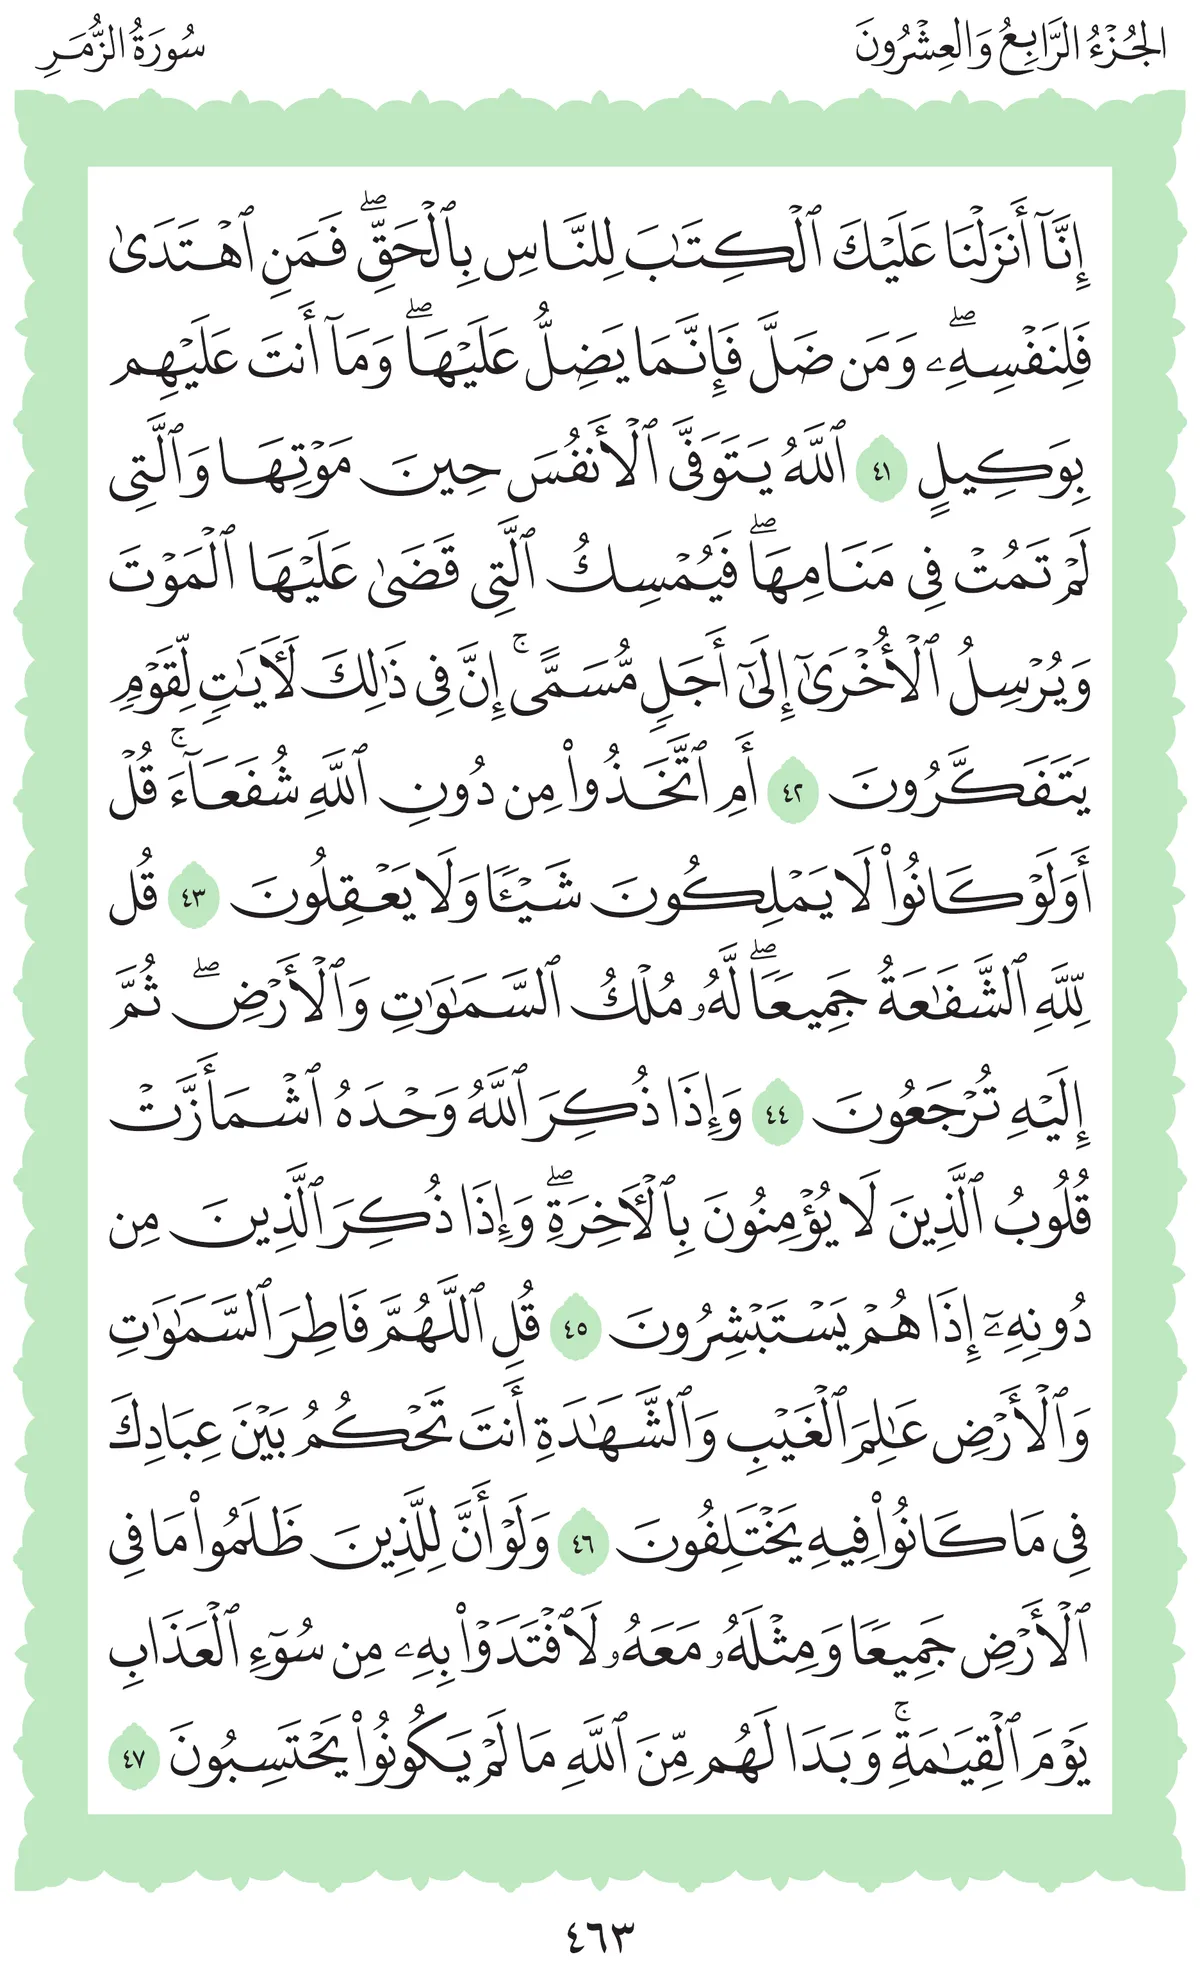 الجُزْءُ الرَّابِعُ وَالعِشْرُونَ
سُورَةُ الزُّمَرِ
إِنَّآ أَنزَلْنَا عَلَيْكَ ٱلْكِتَٰبَ لِلنَّاسِ بِٱلْحَقِّۖ فَمَنِ ٱهْتَدَىٰ
فَلِنَفْسِهِۦۖ وَمَن ضَلَّ فَإِنَّمَا يَضِلُّ عَلَيْهَاۖ وَمَآ أَنتَ عَلَيْهِم
بِوَكِيلٍ ٤١ ٱللَّهُ يَتَوَفَّى ٱلْأَنفُسَ حِينَ مَوْتِهَا وَٱلَّتِى
لَمْ تَمُتْ فِى مَنَامِهَاۖ فَيُمْسِكُ ٱلَّتِى قَضَىٰ عَلَيْهَا ٱلْمَوْتَ
وَيُرْسِلُ ٱلْأُخْرَىٰٓ إِلَىٰٓ أَجَلٍ مُّسَمًّىۚ إِنَّ فِى ذَٰلِكَ لَءَايَٰتٍ لِّقَوْمٍ
يَتَفَكَّرُونَ ٤٢ أَمِ ٱتَّخَذُوا۟ مِن دُونِ ٱللَّهِ شُفَعَآءَۚ قُلْ
أَوَلَوْ كَانُوا۟ لَا يَمْلِكُونَ شَيْـًٔا وَلَا يَعْقِلُونَ ٤٣ قُل
لِّلَّهِ ٱلشَّفَٰعَةُ جَمِيعًاۖ لَّهُۥ مُلْكُ ٱلسَّمَٰوَٰتِ وَٱلْأَرْضِۖ ثُمَّ
إِلَيْهِ تُرْجَعُونَ ٤٤ وَإِذَا ذُكِرَ ٱللَّهُ وَحْدَهُ ٱشْمَأَزَّتْ
قُلُوبُ ٱلَّذِينَ لَا يُؤْمِنُونَ بِٱلْءَاخِرَةِۖ وَإِذَا ذُكِرَ ٱلَّذِينَ مِن
دُونِهِۦٓ إِذَا هُمْ يَسْتَبْشِرُونَ ٤٥ قُلِ ٱللَّهُمَّ فَاطِرَ ٱلسَّمَٰوَٰتِ
وَٱلْأَرْضِ عَٰلِمَ ٱلْغَيْبِ وَٱلشَّهَٰدَةِ أَنتَ تَحْكُمُ بَيْنَ عِبَادِكَ
فِى مَا كَانُوا۟ فِيهِ يَخْتَلِفُونَ ٤٦ وَلَوْ أَنَّ لِلَّذِينَ ظَلَمُوا۟ مَا فِى
ٱلْأَرْضِ جَمِيعًا وَمِثْلَهُۥ مَعَهُۥ لَٱفْتَدَوْا۟ بِهِۦ مِن سُوٓءِ ٱلْعَذَابِ
يَوْمَ ٱلْقِيَٰمَةِۚ وَبَدَا لَهُم مِّنَ ٱللَّهِ مَا لَمْ يَكُونُوا۟ يَحْتَسِبُونَ ٤٧
٤٦٣